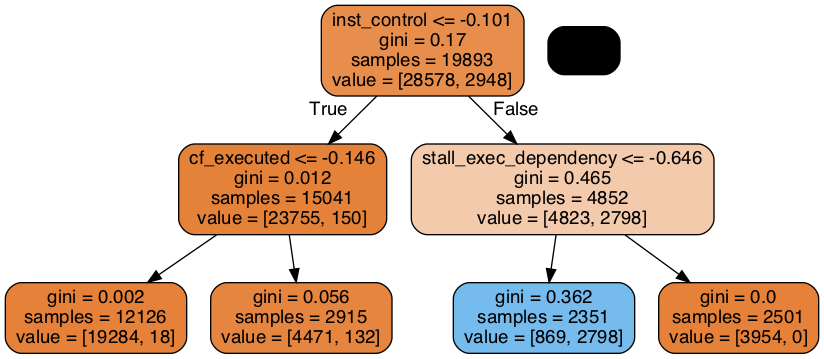 inst_control <= -0.101
gini = 0.17
samples = 19893
value = [28578, 2948]
True
False
cf_executed <= -0.146
gini = 0.012
samples = 15041
value = [23755, 150]
stall_exec_dependency <= -0.646
gini = 0.465
samples = 4852
value = [4823, 2798]
gini = 0.002
samples = 12126
value = [19284, 18]
gini = 0.056
samples = 2915
value = [4471, 132]
gini = 0.362
samples = 2351
value = [869, 2798]
gini = 0.0
samples = 2501
value = [3954, 0]